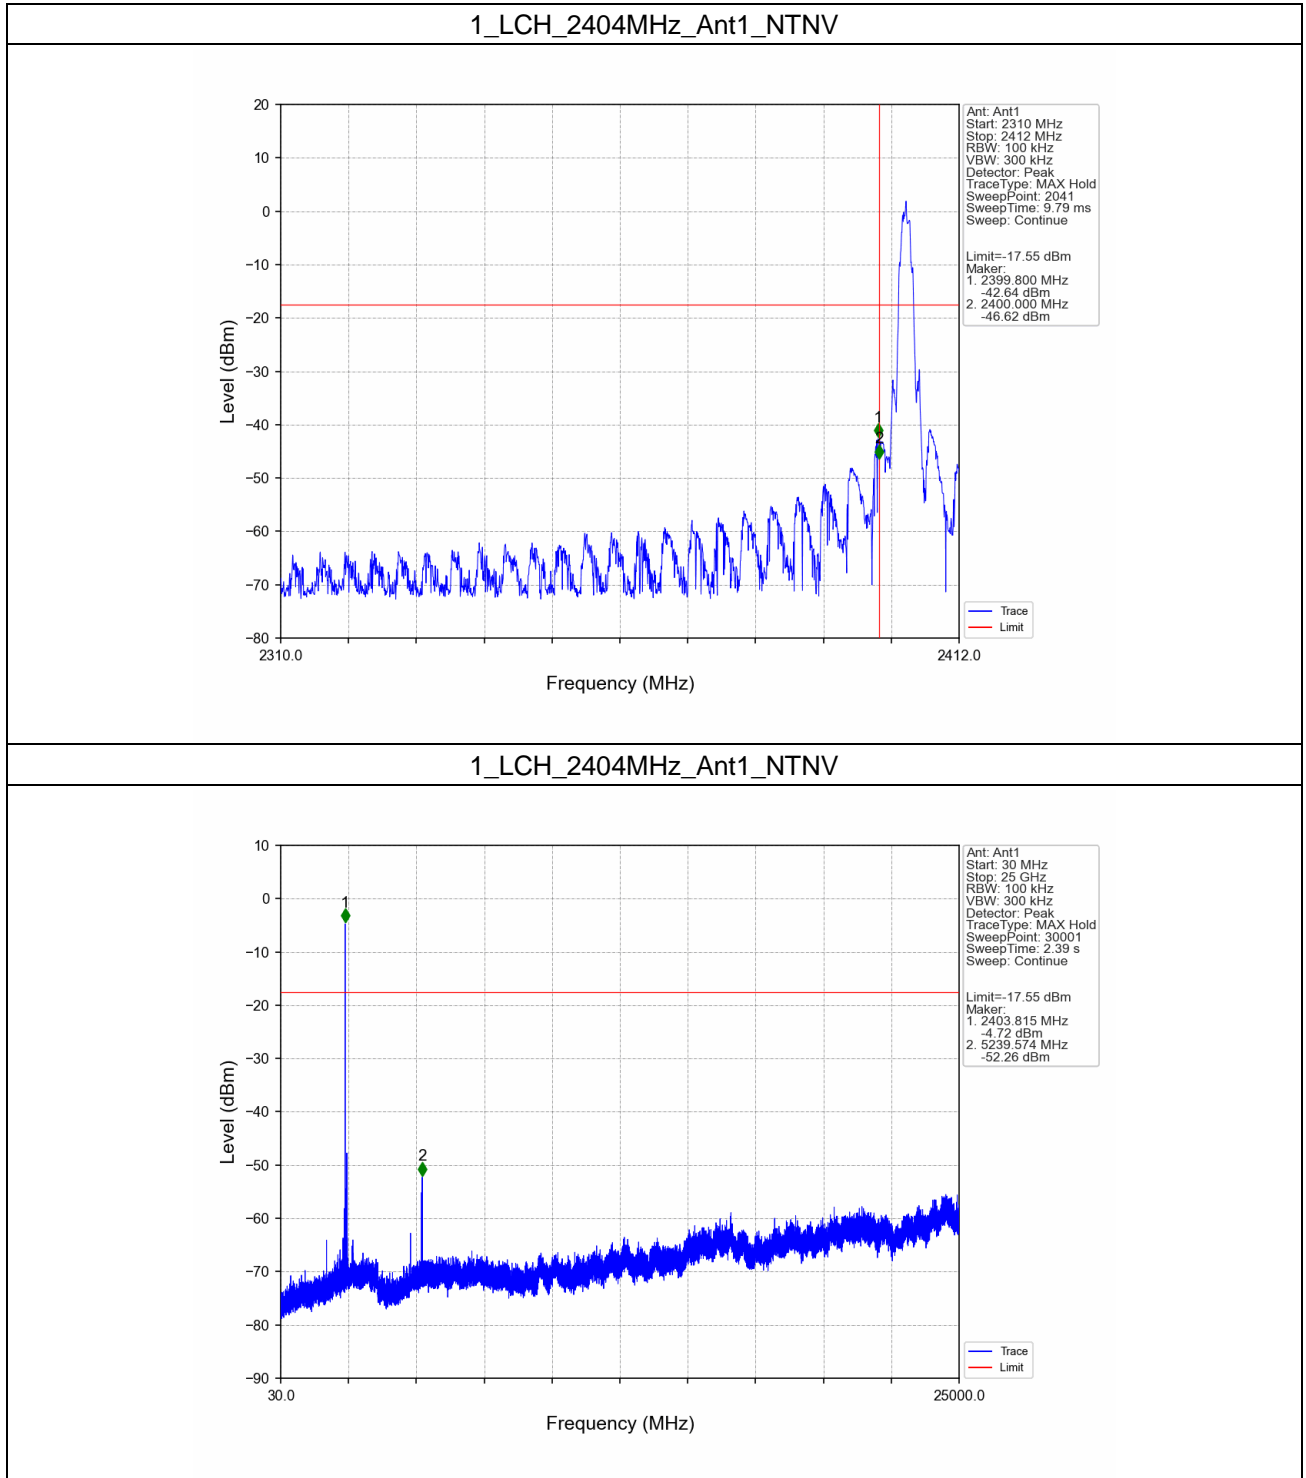 1_LCH_2404MHz_Ant1_NTNV
20
10
0
−10
−20
−30
−40
−50
−60
−70
−80
Level (dBm)
2310.0
2412.0
Frequency (MHz)
1
2
Ant: Ant1
Start: 2310 MHz
Stop: 2412 MHz
RBW: 100 kHz
VBW: 300 kHz
Detector: Peak
TraceType: MAX Hold
SweepPoint: 2041
SweepTime: 9.79 ms
Sweep: Continue
Limit=-17.55 dBm
Maker:
1. 2399.800 MHz
-42.64 dBm
2. 2400.000 MHz
-46.62 dBm
Trace
Limit
1_LCH_2404MHz_Ant1_NTNV
10
0
−10
−20
−30
−40
−50
−60
−70
−80
−90
Level (dBm)
30.0
25000.0
Frequency (MHz)
1
2
Ant: Ant1
Start: 30 MHz
Stop: 25 GHz
RBW: 100 kHz
VBW: 300 kHz
Detector: Peak
TraceType: MAX Hold
SweepPoint: 30001
SweepTime: 2.39 s
Sweep: Continue
Limit=-17.55 dBm
Maker:
1. 2403.815 MHz
-4.72 dBm
2. 5239.574 MHz
-52.26 dBm
Trace
Limit